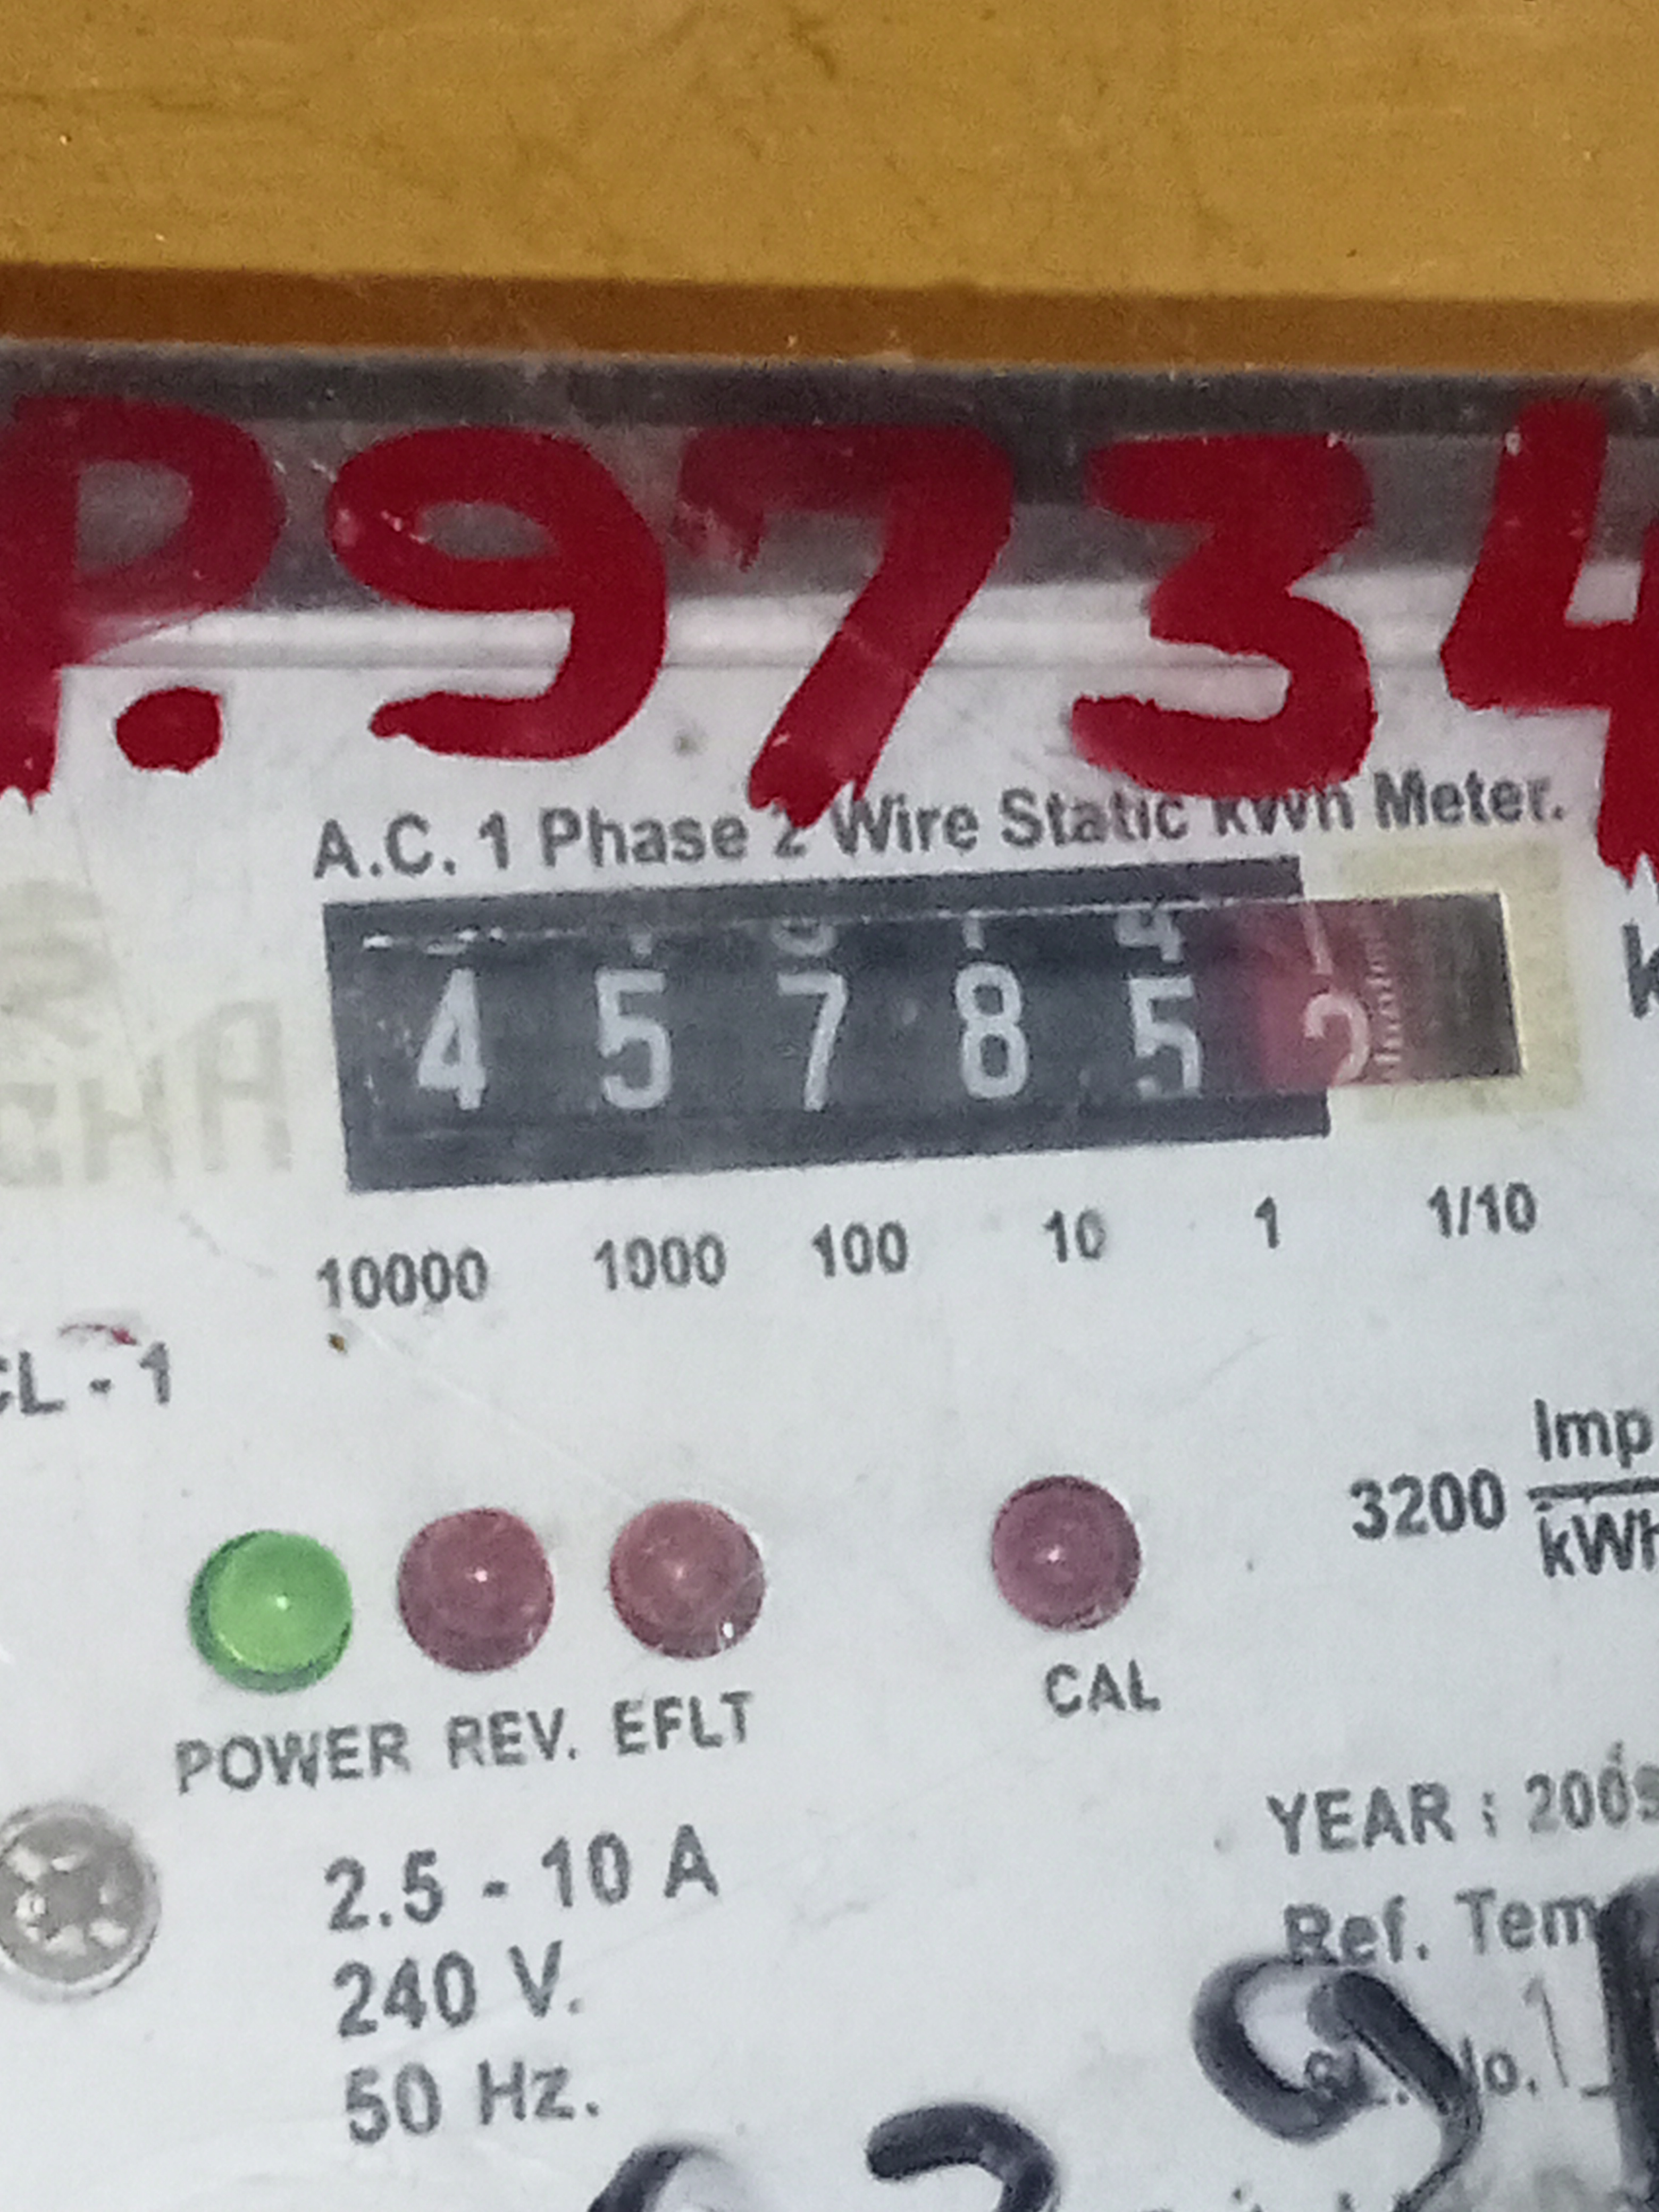 P.9734
A.C. 1 Phase 2 Wire Static kWh Meter.
4 5 7 8 5 2
10000 1000 100 10 1 1/10
CL - 1
3200 Imp
kWh
POWER REV. EFLT CAL
2.5 - 10 A
240 V.
50 Hz.
YEAR : 2009
Ref. Tem